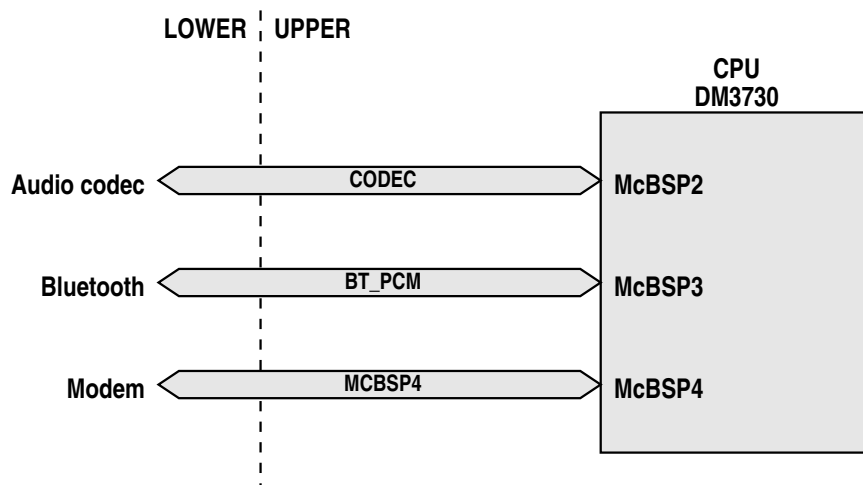 LOWER UPPER
CPU
DM3730
Audio codec CODEC McBSP2
Bluetooth BT_PCM McBSP3
Modem MCBSP4 McBSP4